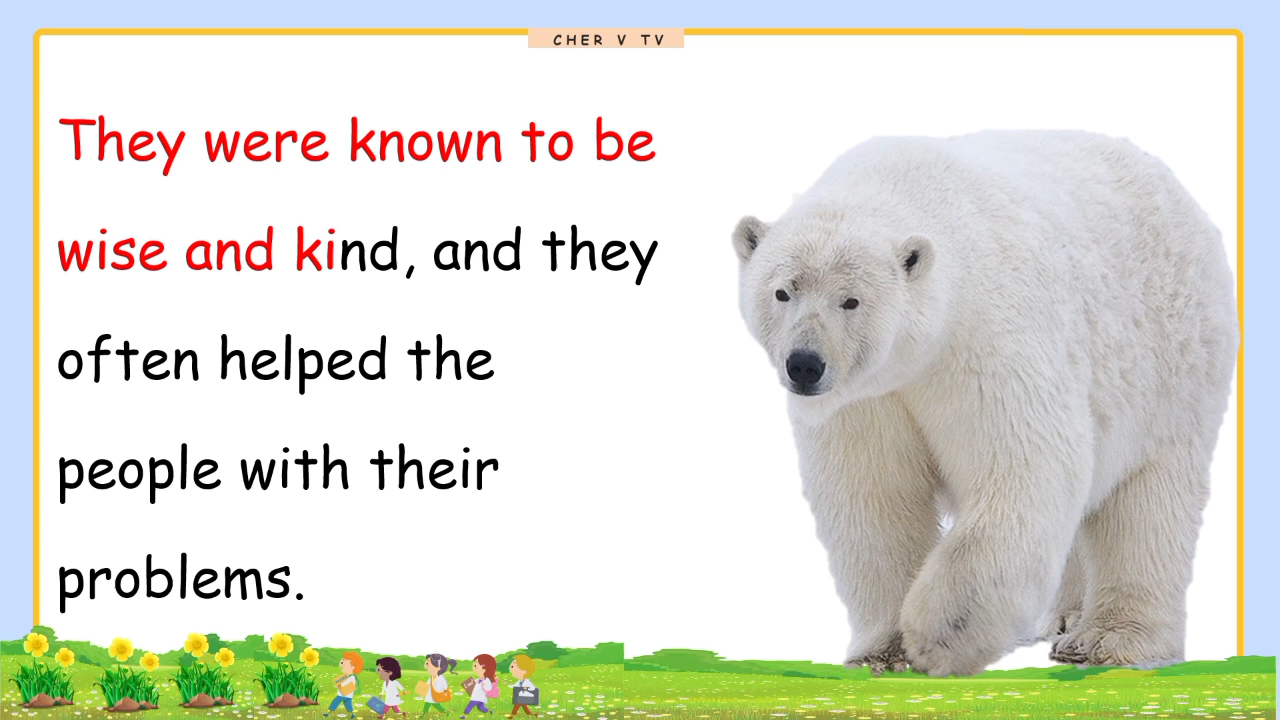 CHER V TV
They were known to be
wise and kind, and they
often helped the
people with their
problems.